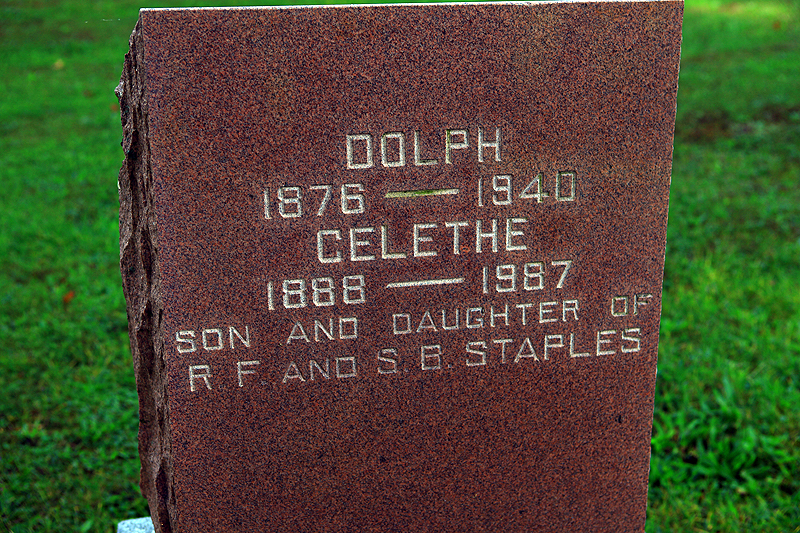 DOLPH
1876 — 1940
CELETHE
1888 — 1987
SON AND DAUGHTER OF
R F AND S. B. STAPLES